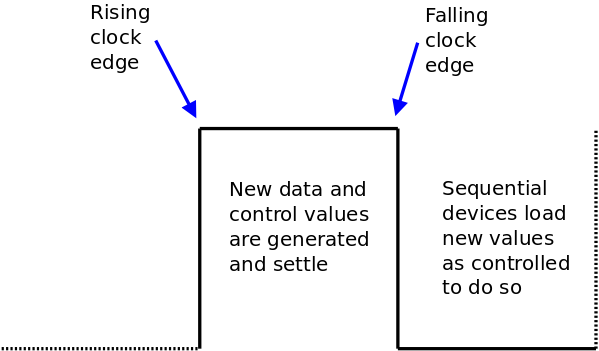 Rising
clock
edge
Falling
clock
edge
New data and
control values
are generated
and settle
Sequential
devices load
new values
as controlled
to do so